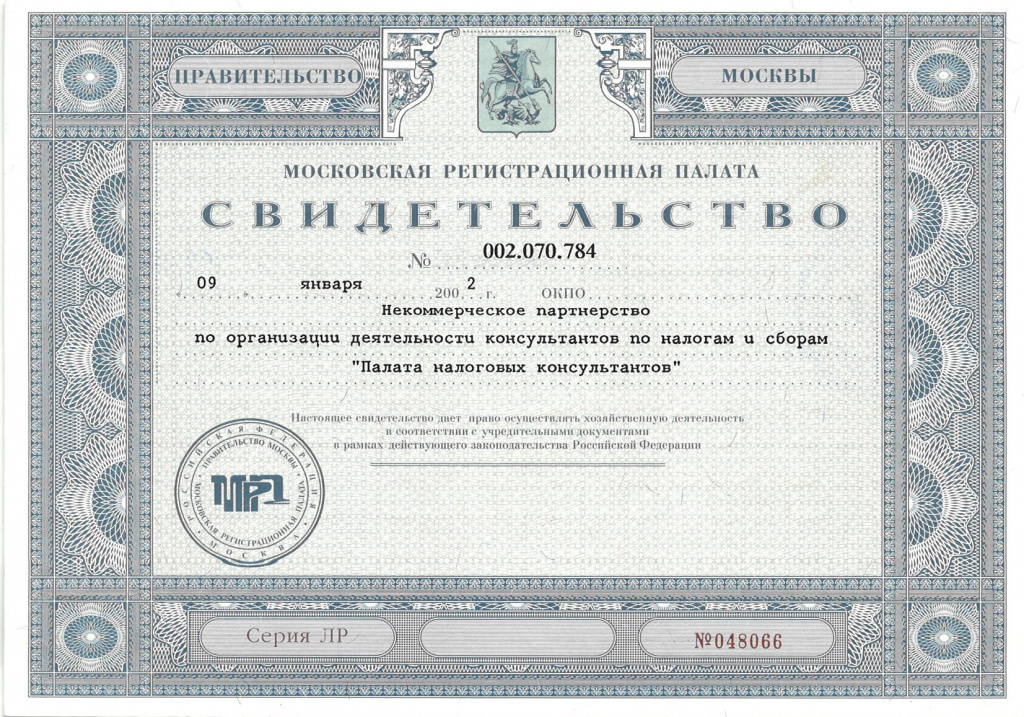 ПРАВИТЕЛЬСТВО МОСКВЫ
МОСКОВСКАЯ РЕГИСТРАЦИОННАЯ ПАЛАТА
СВИДЕТЕЛЬСТВО
№ 002.070.784
« 09 » января 2002 г. ОКПО
Некоммерческое партнерство
по организации деятельности консультантов по налогам и сборам
"Палата налоговых консультантов"
Настоящее свидетельство дает право осуществлять хозяйственную деятельность
в соответствии с учредительными документами
в рамках действующего законодательства Российской Федерации
РОССИЙСКАЯ ФЕДЕРАЦИЯ • МОСКВА •
ПРАВИТЕЛЬСТВО МОСКВЫ • МОСКОВСКАЯ РЕГИСТРАЦИОННАЯ ПАЛАТА •
МРП
Серия ЛР №048066